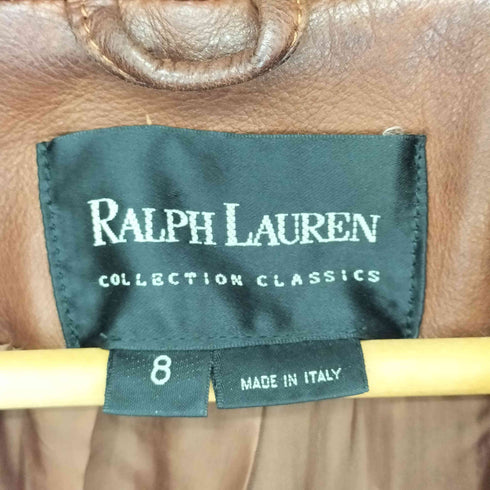 RALPH LAUREN
COLLECTION CLASSICS
8
MADE IN ITALY